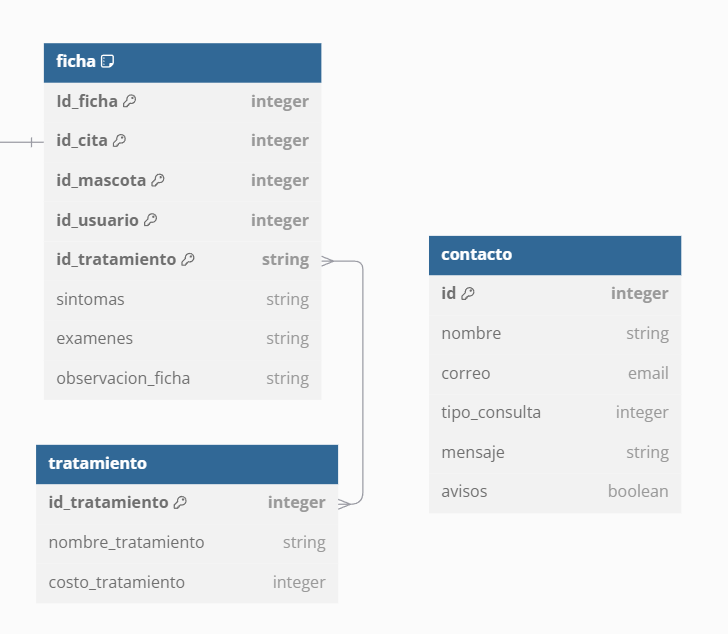 ficha
Id_ficha integer
id_cita integer
id_mascota integer
id_usuario integer
id_tratamiento string
sintomas string
examenes string
observacion_ficha string
tratamiento
id_tratamiento integer
nombre_tratamiento string
costo_tratamiento integer
contacto
id integer
nombre string
correo email
tipo_consulta integer
mensaje string
avisos boolean